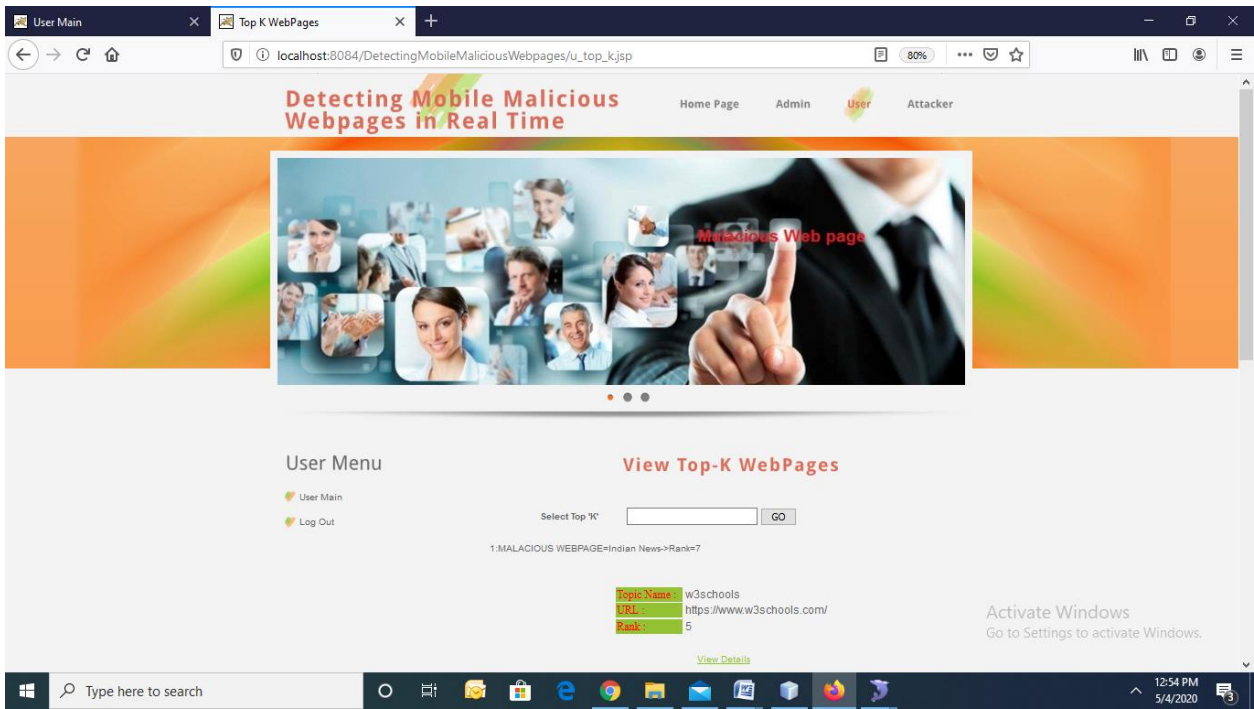 User Main
Top K WebPages
localhost:8084/DetectingMobileMaliciousWebpages/u_top_k.jsp
80%
Detecting Mobile Malicious
Webpages in Real Time
Home Page
Admin
User
Attacker
Malacious Web page
User Menu
User Main
Log Out
View Top-K WebPages
Select Top 'K'
GO
1:MALACIOUS WEBPAGE=Indian News->Rank=7
Topic Name : w3schools
URL : https://www.w3schools.com/
Rank : 5
View Details
Activate Windows
Go to Settings to activate Windows.
Type here to search
12:54 PM
5/4/2020
3